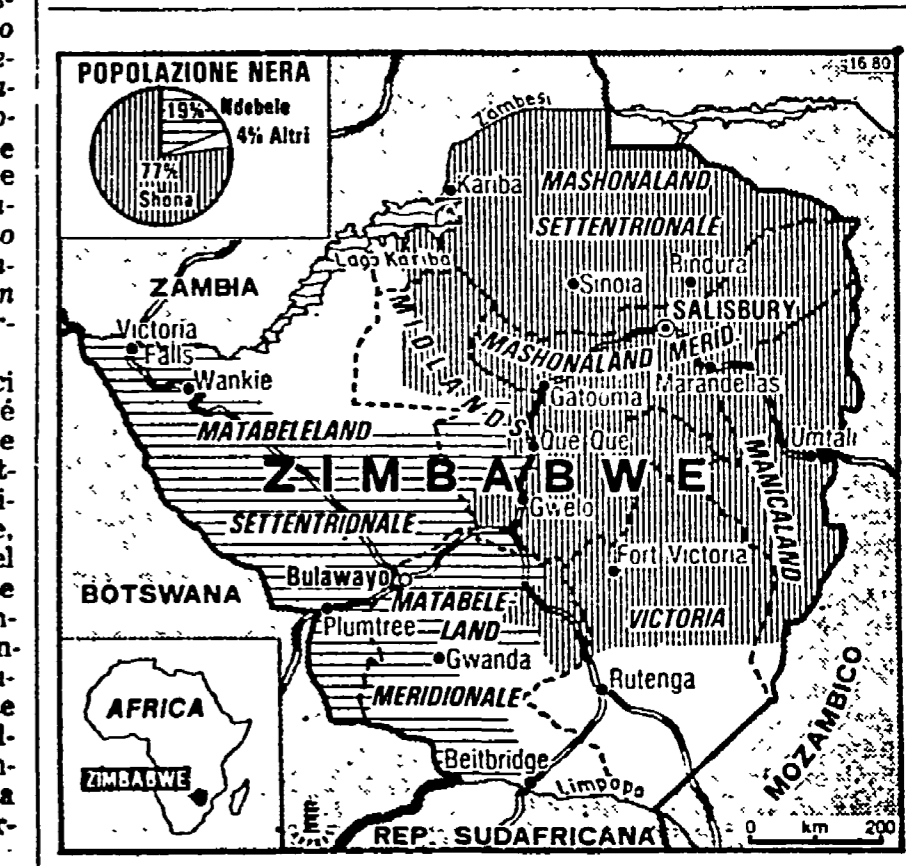 POPOLAZIONE NERA
19% Ndebele
4% Altri
77%
Shona
16 80
Zambesi
Kariba
MASHONALAND
SETTENTRIONALE
Lago Kariba
Bindura
Sinoia
ZAMBIA
SALISBURY
Victoria
Falls
MIDLANDS
MASHONALAND MERID
Wankie
Gatooma
Marandellas
MATABELELAND
Que Que
Umtali
ZIMBABWE
MANICALAND
Gwelo
SETTENTRIONALE
Fort Victoria
Bulawayo
BOTSWANA
MATABELE-
LAND
VICTORIA
Plumtree
Gwanda
Rutenga
MERIDIONALE
AFRICA
ZIMBABWE
Beitbridge
Limpopo
MOZAMBICO
REP. SUDAFRICANA
0 km 200